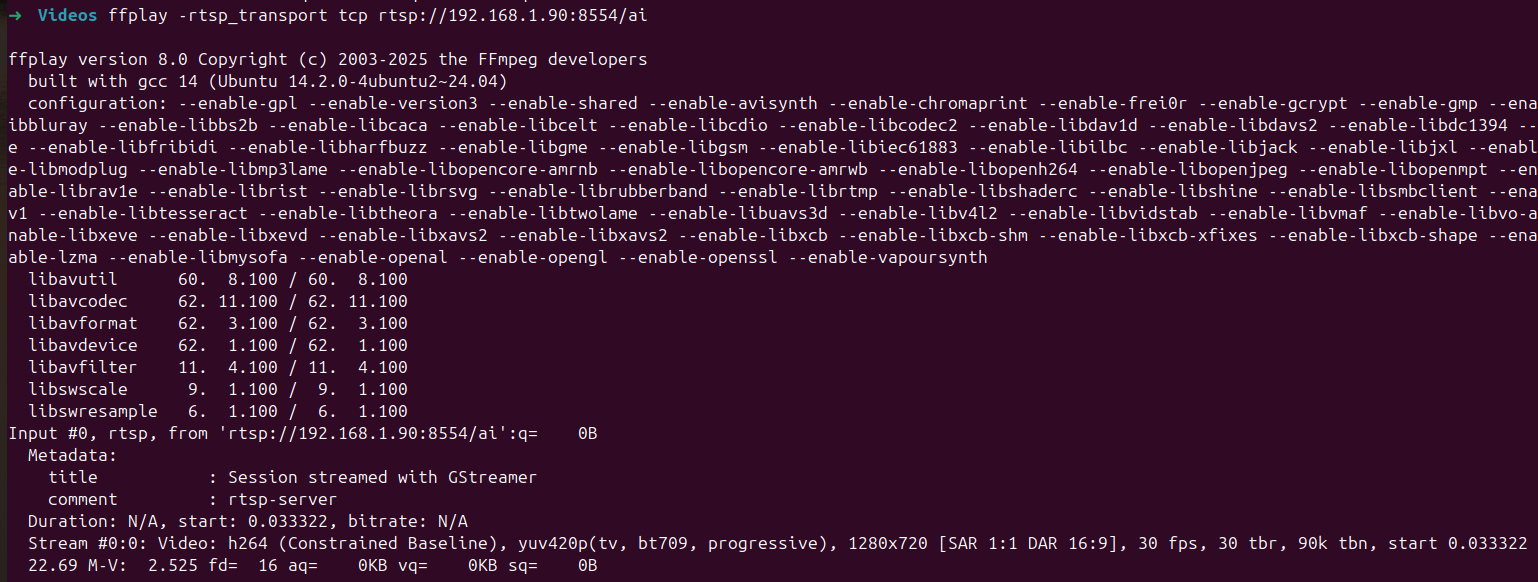 → Videos ffplay -rtsp_transport tcp rtsp://192.168.1.90:8554/ai
ffplay version 8.0 Copyright (c) 2003-2025 the FFmpeg developers
  built with gcc 14 (Ubuntu 14.2.0-4ubuntu2~24.04)
  configuration: --enable-gpl --enable-version3 --enable-shared --enable-avisynth --enable-chromaprint --enable-frei0r --enable-gcrypt --enable-gmp --ena
ibbluray --enable-libbs2b --enable-libcaca --enable-libcelt --enable-libcdio --enable-libcodec2 --enable-libdav1d --enable-libdavs2 --enable-libdc1394 --
e --enable-libfribidi --enable-libharfbuzz --enable-libgme --enable-libgsm --enable-libiec61883 --enable-libilbc --enable-libjack --enable-libjxl --enabl
e-libmodplug --enable-libmp3lame --enable-libopencore-amrnb --enable-libopencore-amrwb --enable-libopenh264 --enable-libopenjpeg --enable-libopenmpt --en
able-librav1e --enable-librist --enable-librsvg --enable-librubberband --enable-librtmp --enable-libshaderc --enable-libshine --enable-libsmbclient --ena
v1 --enable-libtesseract --enable-libtheora --enable-libtwolame --enable-libuavs3d --enable-libv4l2 --enable-libvidstab --enable-libvmaf --enable-libvo-a
nable-libxeve --enable-libxevd --enable-libxavs2 --enable-libxavs2 --enable-libxcb --enable-libxcb-shm --enable-libxcb-xfixes --enable-libxcb-shape --ena
able-lzma --enable-libmysofa --enable-openal --enable-opengl --enable-openssl --enable-vapoursynth
  libavutil      60.  8.100 / 60.  8.100
  libavcodec     62. 11.100 / 62. 11.100
  libavformat    62.  3.100 / 62.  3.100
  libavdevice    62.  1.100 / 62.  1.100
  libavfilter    11.  4.100 / 11.  4.100
  libswscale      9.  1.100 /  9.  1.100
  libswresample   6.  1.100 /  6.  1.100
Input #0, rtsp, from 'rtsp://192.168.1.90:8554/ai':q=    0B
  Metadata:
    title           : Session streamed with GStreamer
    comment         : rtsp-server
  Duration: N/A, start: 0.033322, bitrate: N/A
  Stream #0:0: Video: h264 (Constrained Baseline), yuv420p(tv, bt709, progressive), 1280x720 [SAR 1:1 DAR 16:9], 30 fps, 30 tbr, 90k tbn, start 0.033322
  22.69 M-V:  2.525 fd=  16 aq=    0KB vq=    0KB sq=    0B